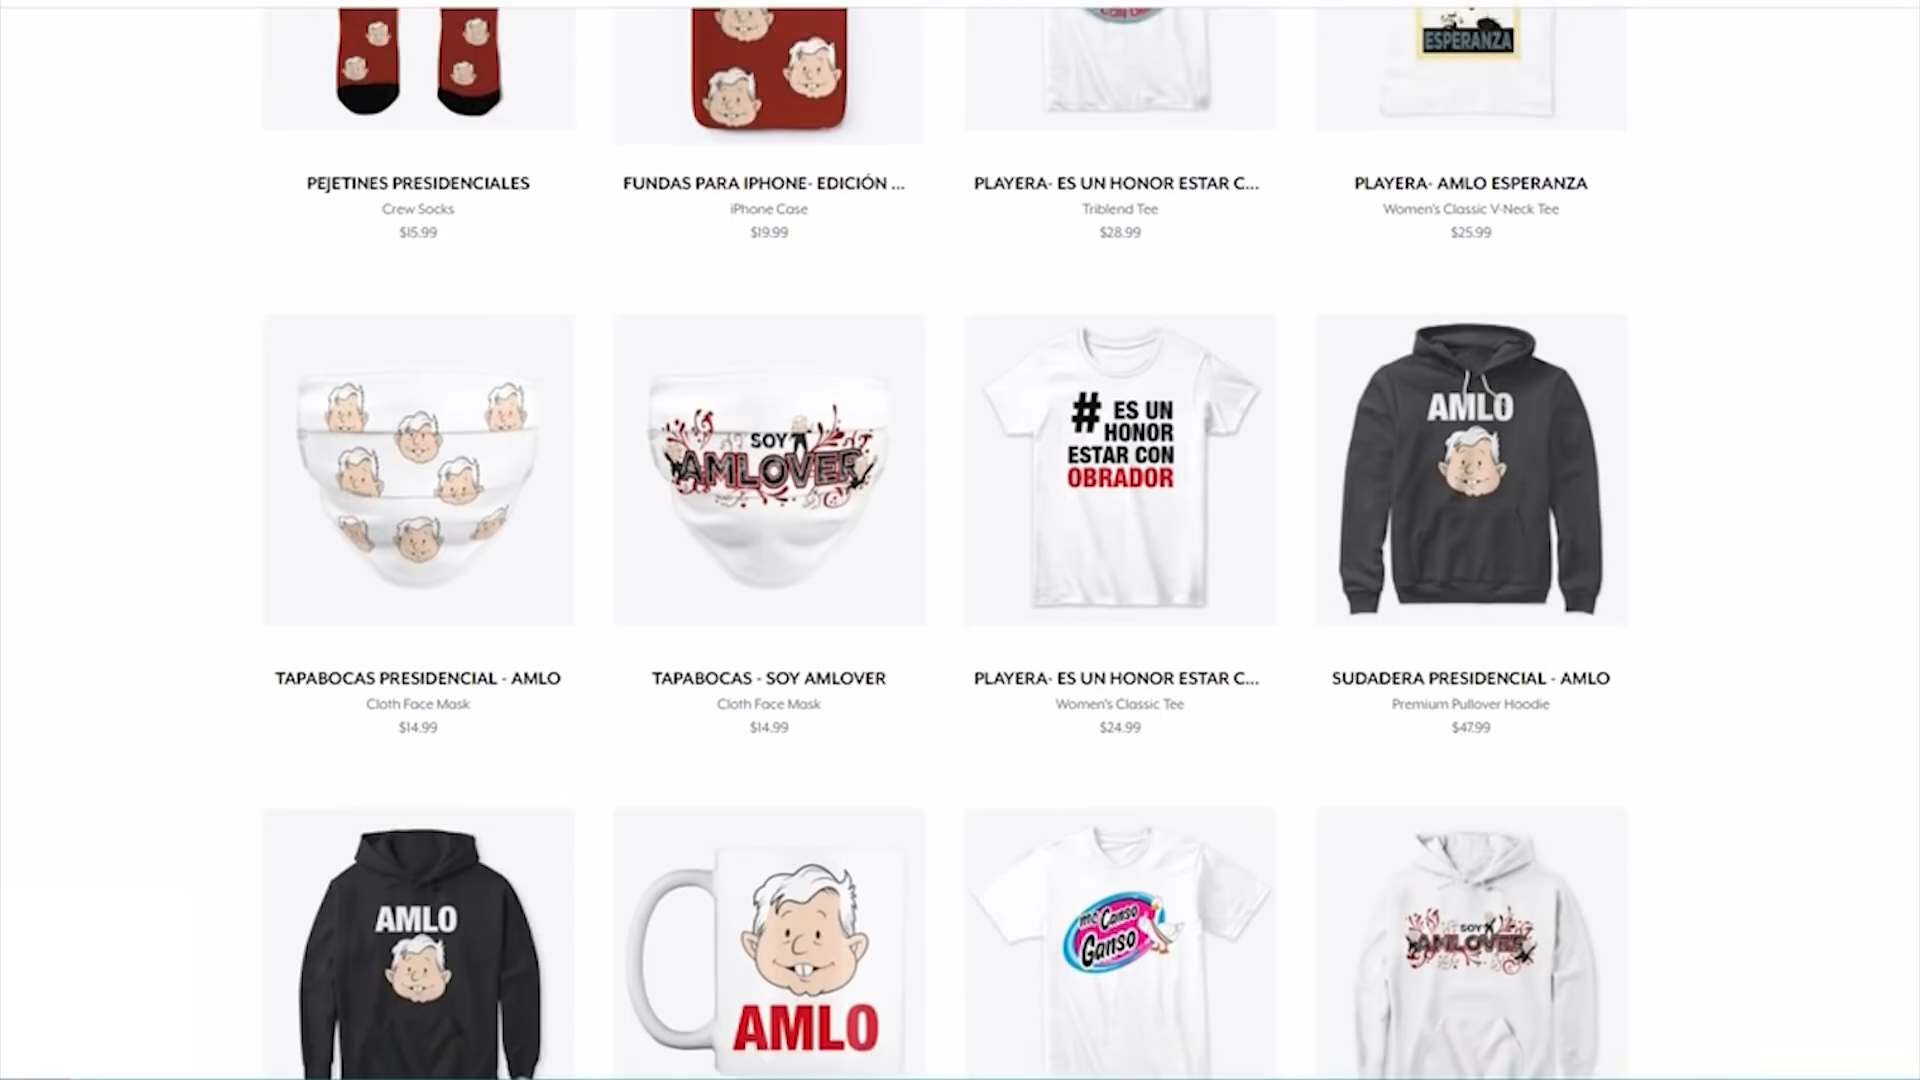 ESPERANZA
PEJETINES PRESIDENCIALES
Crew Socks
$15.99
FUNDAS PARA IPHONE- EDICIÓN ...
iPhone Case
$19.99
PLAYERA- ES UN HONOR ESTAR C...
Triblend Tee
$28.99
PLAYERA- AMLO ESPERANZA
Women's Classic V-Neck Tee
$25.99
SOY
AMLOVER
# ES UN
HONOR
ESTAR CON
OBRADOR
AMLO
TAPABOCAS PRESIDENCIAL - AMLO
Cloth Face Mask
$14.99
TAPABOCAS - SOY AMLOVER
Cloth Face Mask
$14.99
PLAYERA- ES UN HONOR ESTAR C...
Women's Classic Tee
$24.99
SUDADERA PRESIDENCIAL - AMLO
Premium Pullover Hoodie
$47.99
AMLO
AMLO
me Canso
Ganso
SOY
AMLOVER